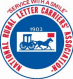 "SERVICE WITH A SMILE"
NATIONAL RURAL LETTER CARRIERS' ASSOCIATION
1903